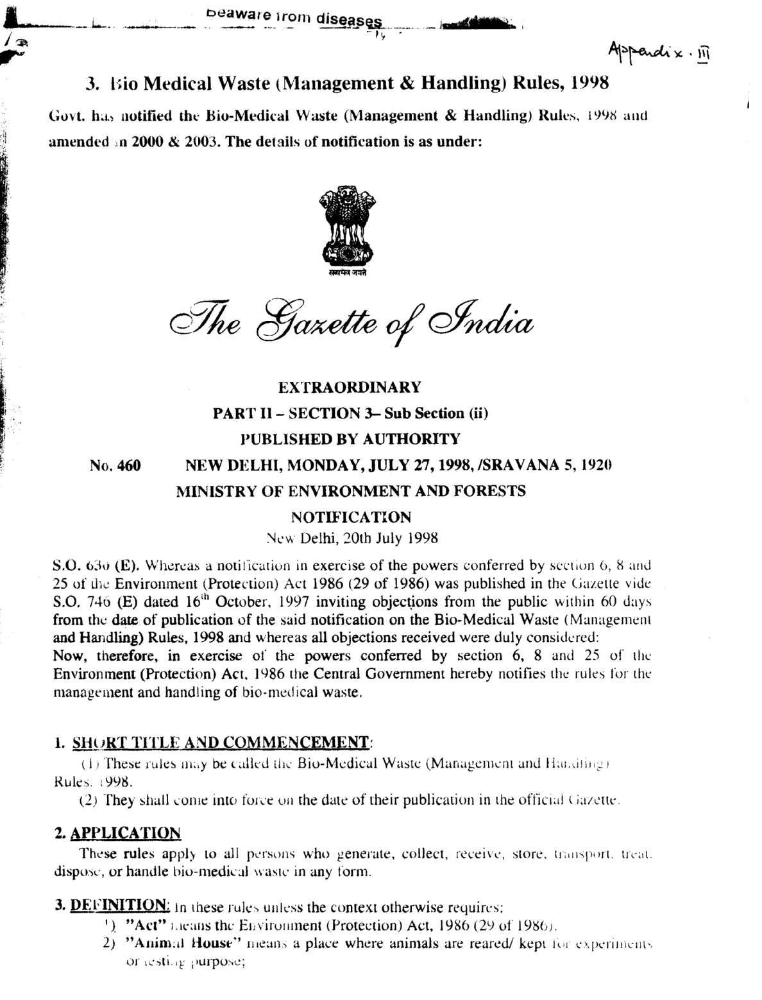 beaware from diseases
Appendix . III
3. Bio Medical Waste (Management & Handling) Rules, 1998
Govt. has notified the Bio-Medical Waste (Management & Handling) Rules, 1998 and
amended in 2000 & 2003. The details of notification is as under:
सत्यमेव जयते
The Gazette of India
EXTRAORDINARY
PART II – SECTION 3– Sub Section (ii)
PUBLISHED BY AUTHORITY
No. 460 NEW DELHI, MONDAY, JULY 27, 1998, /SRAVANA 5, 1920
MINISTRY OF ENVIRONMENT AND FORESTS
NOTIFICATION
New Delhi, 20th July 1998
S.O. 630 (E). Whereas a notification in exercise of the powers conferred by section 6, 8 and
25 of the Environment (Protection) Act 1986 (29 of 1986) was published in the Gazette vide
S.O. 746 (E) dated 16th October, 1997 inviting objections from the public within 60 days
from the date of publication of the said notification on the Bio-Medical Waste (Management
and Handling) Rules, 1998 and whereas all objections received were duly considered:
Now, therefore, in exercise of the powers conferred by section 6, 8 and 25 of the
Environment (Protection) Act, 1986 the Central Government hereby notifies the rules for the
management and handling of bio-medical waste.
1. SHORT TITLE AND COMMENCEMENT:
(1) These rules may be called the Bio-Medical Waste (Management and Handling)
Rules. 1998.
(2) They shall come into force on the date of their publication in the official Gazette.
2. APPLICATION
These rules apply to all persons who generate, collect, receive, store, transport, treat,
dispose, or handle bio-medical waste in any form.
3. DEFINITION: In these rules unless the context otherwise requires:
1) "Act" means the Environment (Protection) Act, 1986 (29 of 1986).
2) "Animal House" means a place where animals are reared/ kept for experiments
or testing purpose;